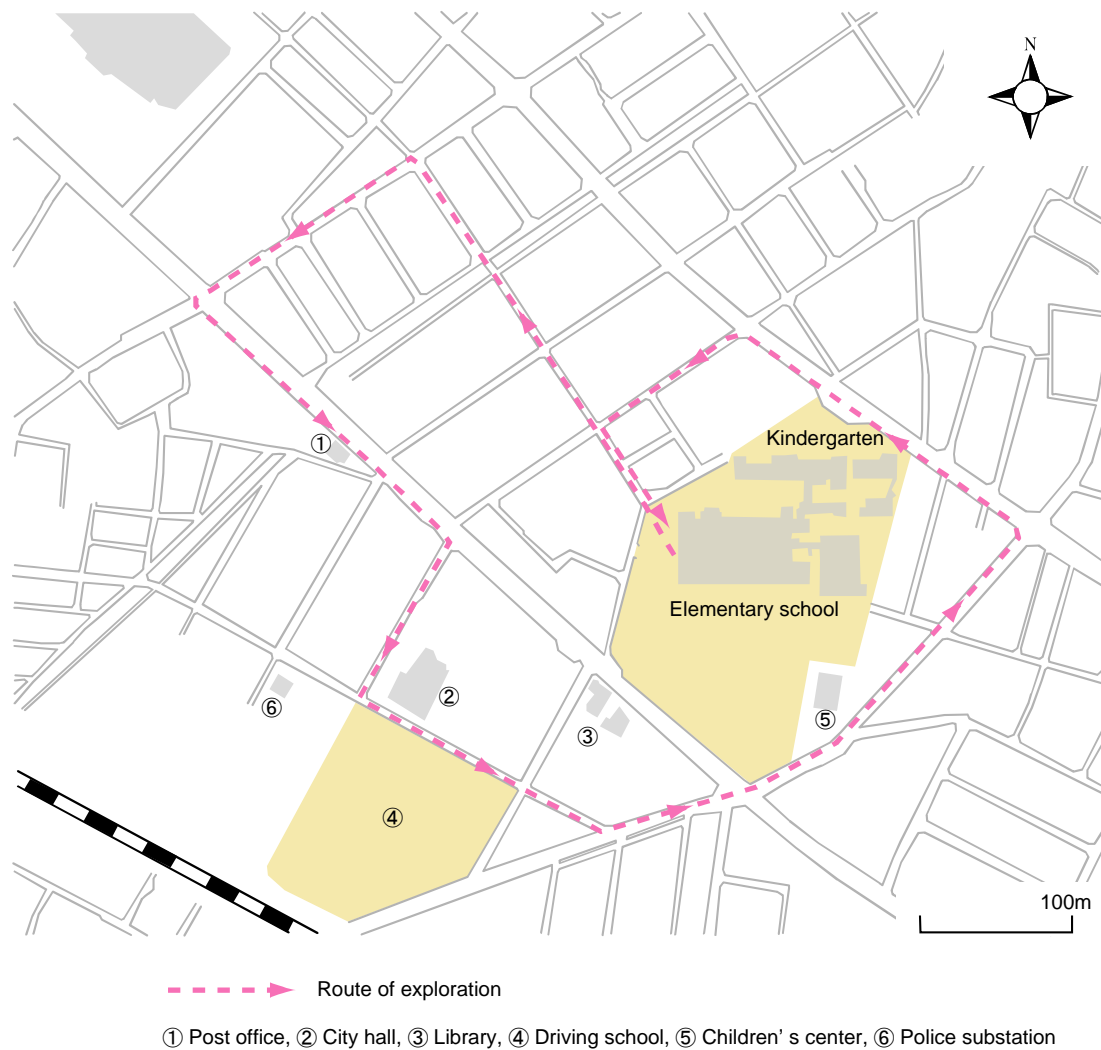 N
①
Kindergarten
Elementary school
②
⑥
⑤
③
④
100m
Route of exploration
① Post office, ② City hall, ③ Library, ④ Driving school, ⑤ Children’ s center, ⑥ Police substation